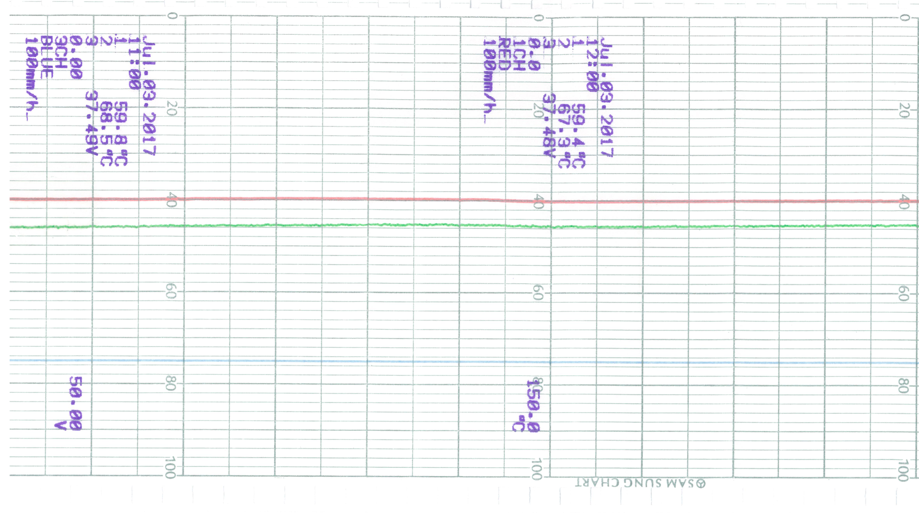 Jul.09.2017
11:00
1 59.8℃
2 68.5℃
3 37.49V
0.00 50.00
3CH V
BLUE
100mm/h
Jul.09.2017
12:00
1 59.4℃
2 67.3℃
3 37.48V
0.0 150.0
1CH ℃
RED
100mm/h
0
20
40
60
80
100
0
20
40
60
80
100
0
20
40
60
80
100
SAM SUNG CHART